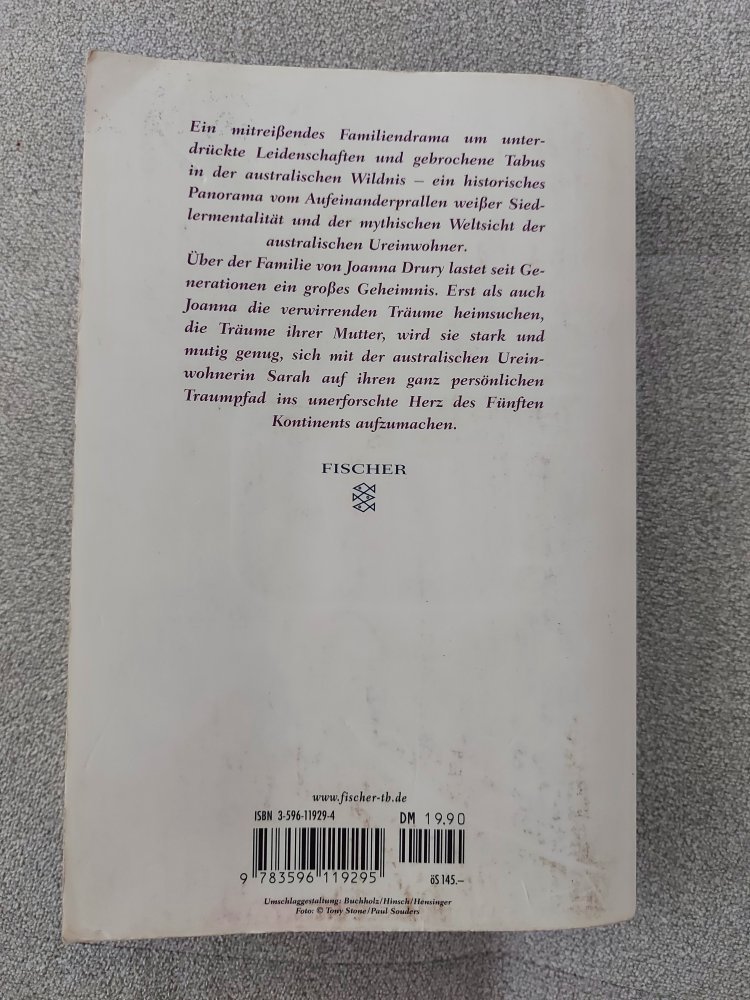 Ein mitreißendes Familiendrama um unter-
drückte Leidenschaften und gebrochene Tabus
in der australischen Wildnis – ein historisches
Panorama vom Aufeinanderprallen weißer Sied-
lermentalität und der mythischen Weltsicht der
australischen Ureinwohner.
Über der Familie von Joanna Drury lastet seit Ge-
nerationen ein großes Geheimnis. Erst als auch
Joanna die verwirrenden Träume heimsuchen,
die Träume ihrer Mutter, wird sie stark und
mutig genug, sich mit der australischen Urein-
wohnerin Sarah auf ihren ganz persönlichen
Traumpfad ins unerforschte Herz des Fünften
Kontinents aufzumachen.
FISCHER
www.fischer-tb.de
ISBN 3-596-11929-4
DM 19.90
9 783596 119295
öS 145.–
Umschlaggestaltung: Buchholz/Hinsch/Hensinger
Foto: © Tony Stone/Paul Souders